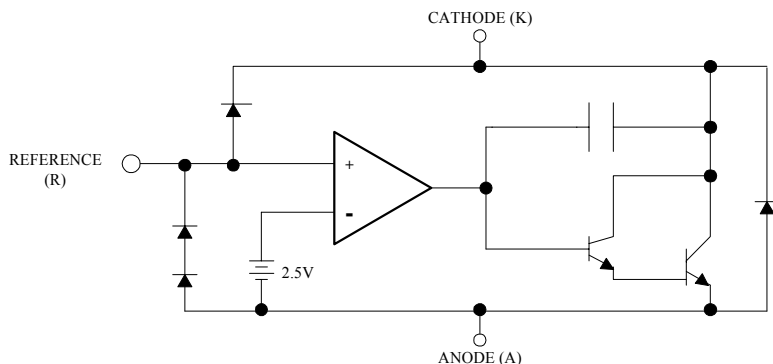 CATHODE (K)
REFERENCE
(R)
+
-
2.5V
ANODE (A)